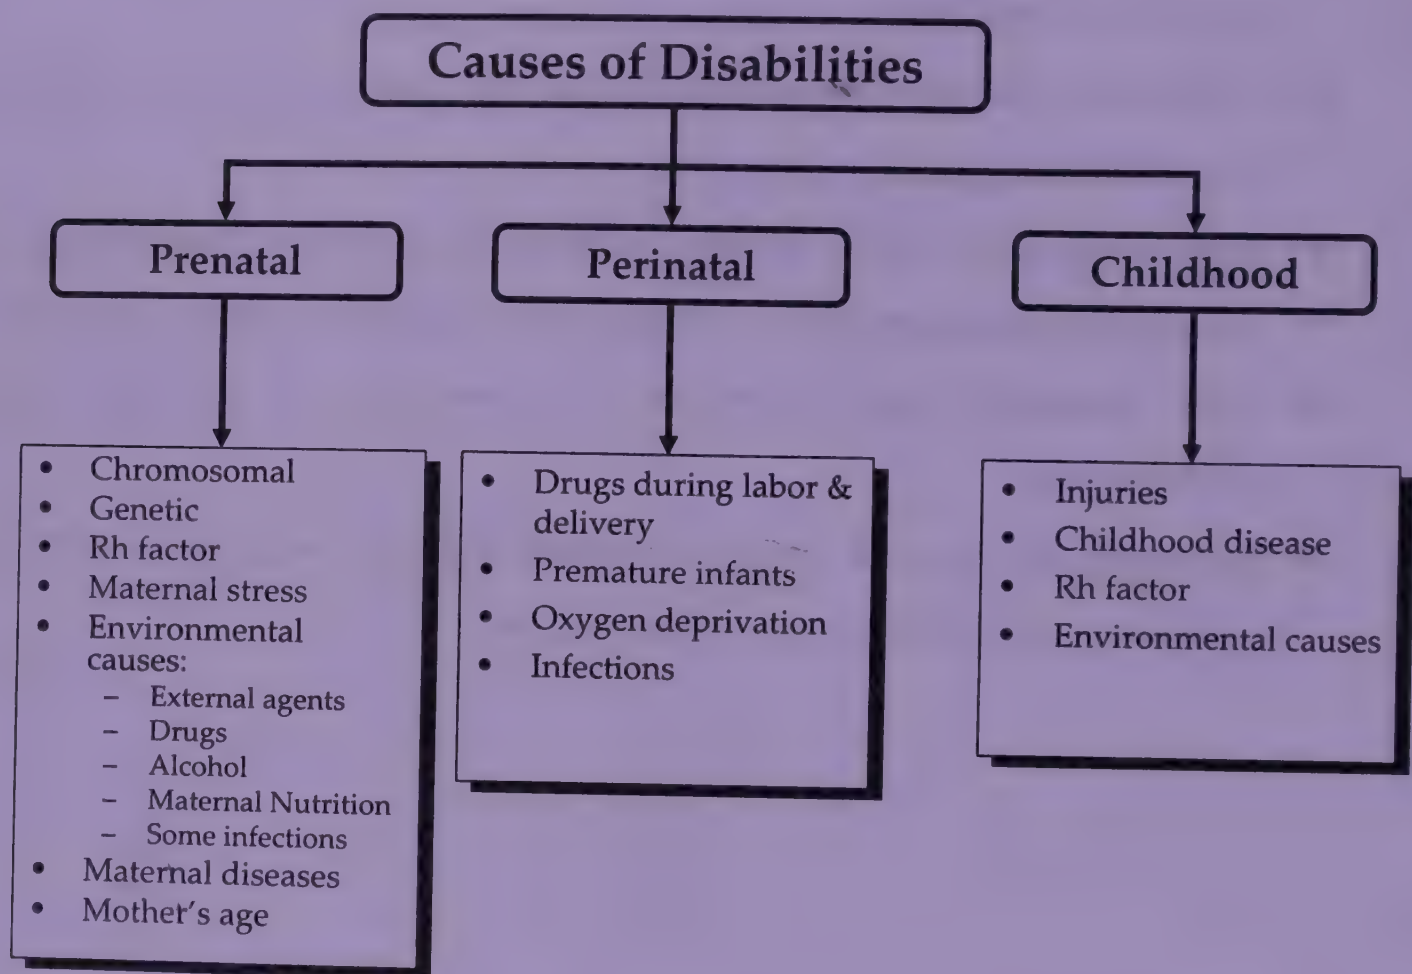 Causes of Disabilities
Prenatal
Perinatal
Childhood
• Chromosomal
• Genetic
• Rh factor
• Maternal stress
• Environmental
causes:
– External agents
– Drugs
– Alcohol
– Maternal Nutrition
– Some infections
• Maternal diseases
• Mother's age
• Drugs during labor &
delivery
• Premature infants
• Oxygen deprivation
• Infections
• Injuries
• Childhood disease
• Rh factor
• Environmental causes